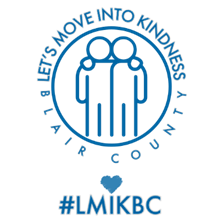 LET'S MOVE INTO KINDNESS
BLAIR COUNTY
#LMIKBC